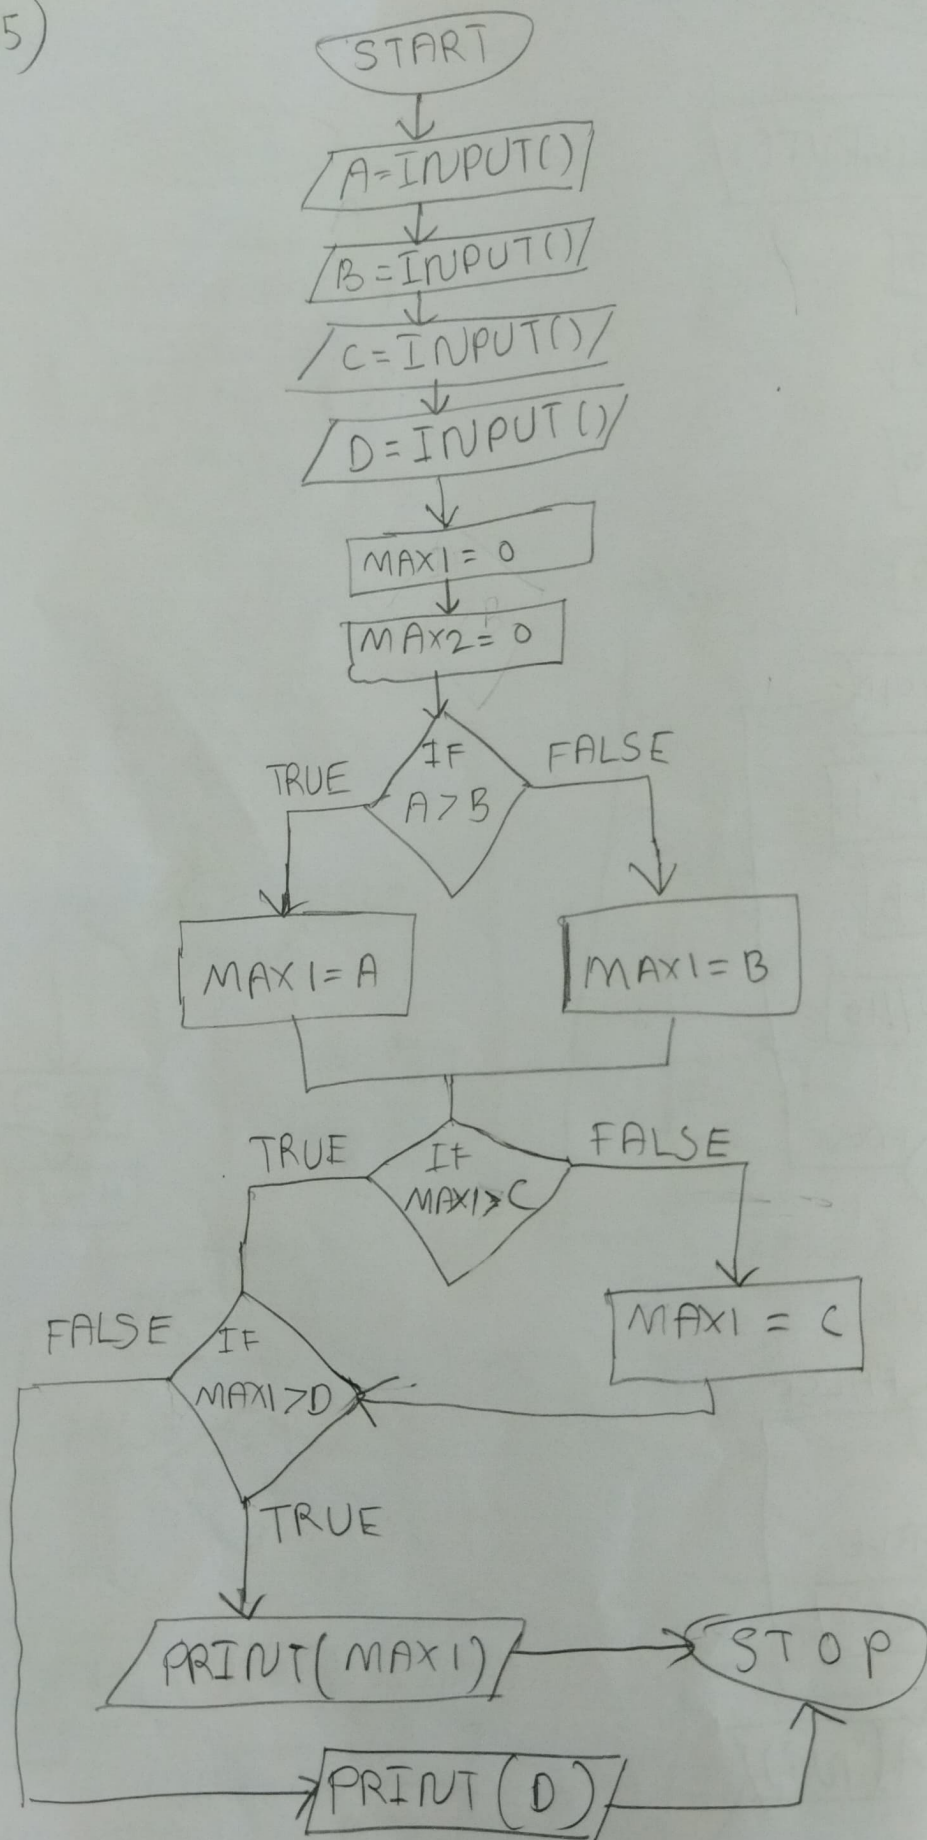 5)
START
A=INPUT()
B=INPUT()
C=INPUT()
D=INPUT()
MAX1= 0
MAX2= 0
IF
A>B
TRUE
FALSE
MAX1=A
MAX1=B
IF
MAX1>C
TRUE
FALSE
MAX1 = C
IF
MAX1>D
FALSE
TRUE
PRINT(MAX1)
STOP
PRINT(D)